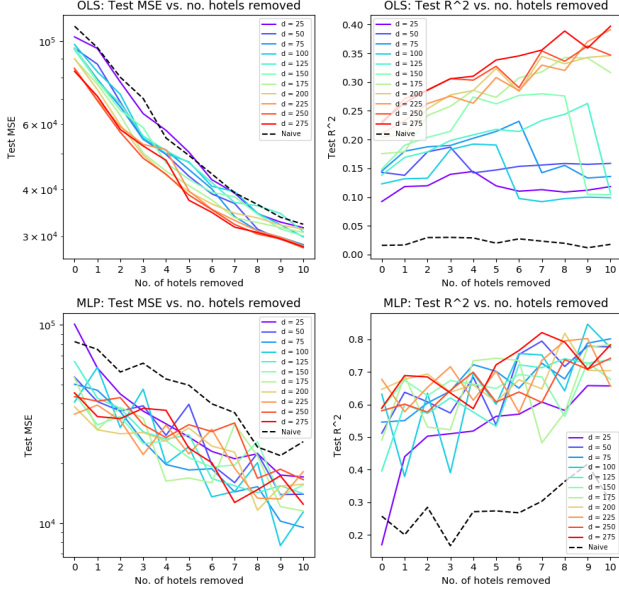 OLS: Test MSE vs. no. hotels removed
Test MSE
10^5
6 × 10^4
4 × 10^4
3 × 10^4
0 1 2 3 4 5 6 7 8 9 10
No. of hotels removed
d = 25
d = 50
d = 75
d = 100
d = 125
d = 150
d = 175
d = 200
d = 225
d = 250
d = 275
Naive
OLS: Test R^2 vs. no. hotels removed
Test R^2
0.40
0.35
0.30
0.25
0.20
0.15
0.10
0.05
0.00
0 1 2 3 4 5 6 7 8 9 10
No. of hotels removed
d = 25
d = 50
d = 75
d = 100
d = 125
d = 150
d = 175
d = 200
d = 225
d = 250
d = 275
Naive
MLP: Test MSE vs. no. hotels removed
Test MSE
10^5
10^4
0 1 2 3 4 5 6 7 8 9 10
No. of hotels removed
d = 25
d = 50
d = 75
d = 100
d = 125
d = 150
d = 175
d = 200
d = 225
d = 250
d = 275
Naive
MLP: Test R^2 vs. no. hotels removed
Test R^2
0.8
0.7
0.6
0.5
0.4
0.3
0.2
0 1 2 3 4 5 6 7 8 9 10
No. of hotels removed
d = 25
d = 50
d = 75
d = 100
d = 125
d = 150
d = 175
d = 200
d = 225
d = 250
d = 275
Naive